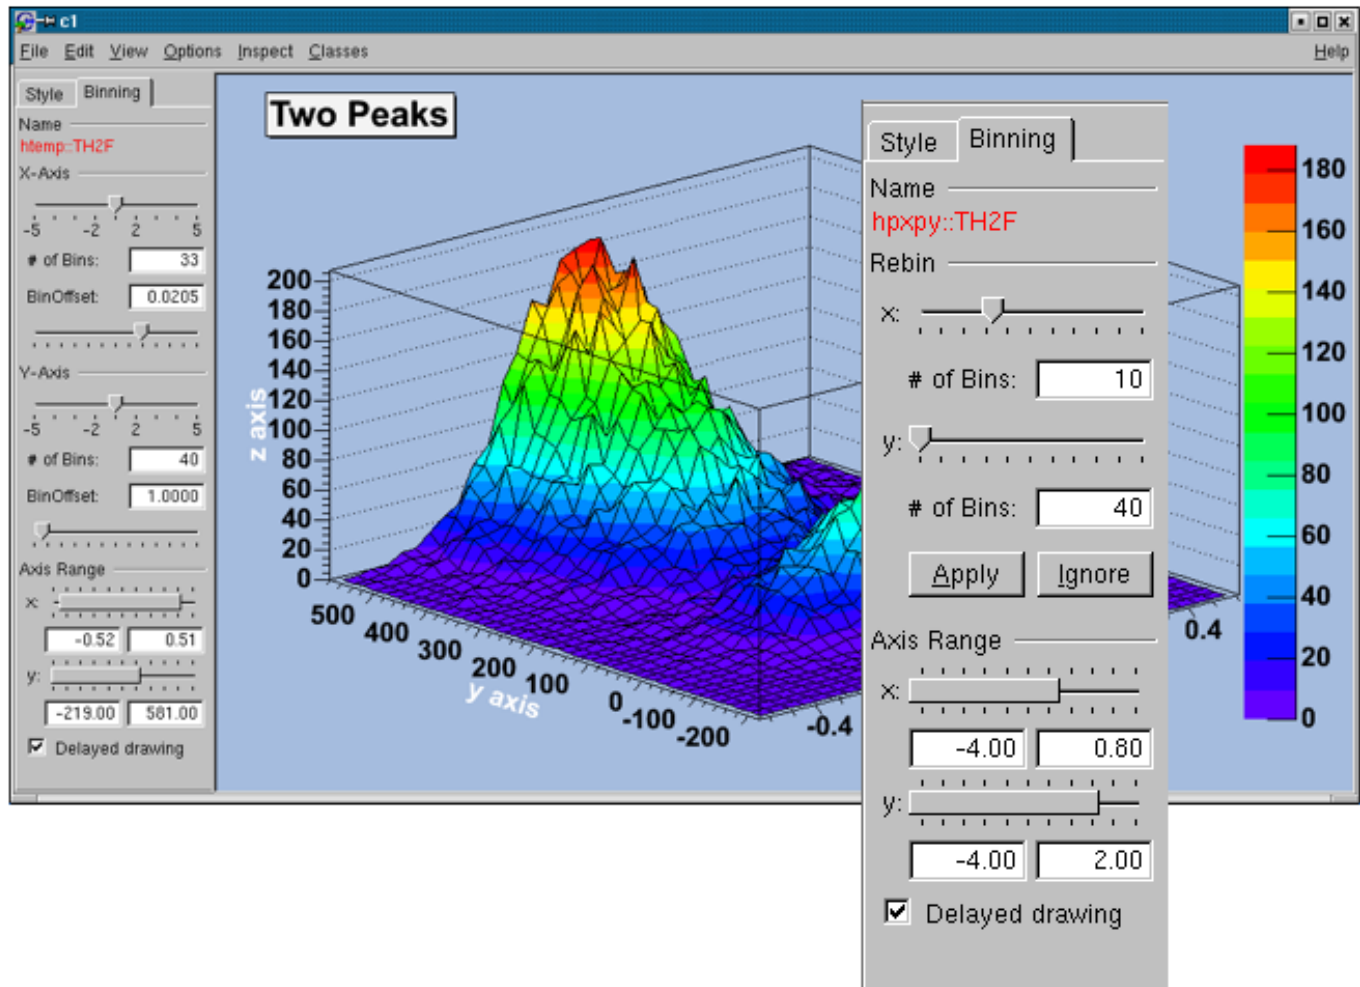 c1
File Edit View Options Inspect Classes Help
Style Binning
Name
htemp::TH2F
X-Axis
-5 -2 2 5
# of Bins: 33
BinOffset: 0.0205
Y-Axis
-5 -2 2 5
# of Bins: 40
BinOffset: 1.0000
Axis Range
x:
-0.52 0.51
y:
-219.00 581.00
Delayed drawing
Two Peaks
200
180
160
140
120
100
80
60
40
20
0
z axis
500 400 300 200 100 0 -100 -200
y axis
-0.4 0.4
180
160
140
120
100
80
60
40
20
0
Style Binning
Name
hpxpy::TH2F
Rebin
x:
# of Bins: 10
y:
# of Bins: 40
Apply Ignore
Axis Range
x:
-4.00 0.80
y:
-4.00 2.00
Delayed drawing